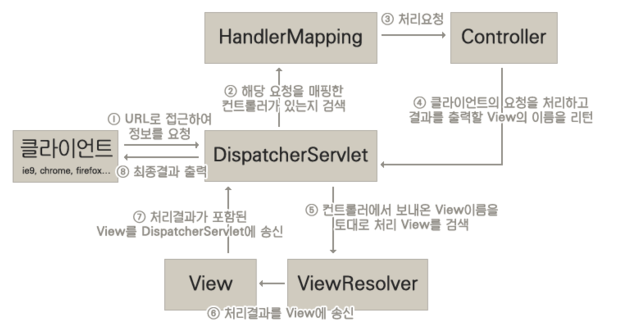 ③ 처리요청
HandlerMapping
Controller
② 해당 요청을 매핑한
컨트롤러가 있는지 검색
④ 클라이언트의 요청을 처리하고
결과를 출력할 View의 이름을 리턴
① URL로 접근하여
정보를 요청
클라이언트
ie9, chrome, firefox...
DispatcherServlet
⑧ 최종결과 출력
⑦ 처리결과가 포함된
View를 DispatcherServlet에 송신
⑤ 컨트롤러에서 보내온 View이름을
토대로 처리 View를 검색
View
ViewResolver
⑥ 처리결과를 View에 송신